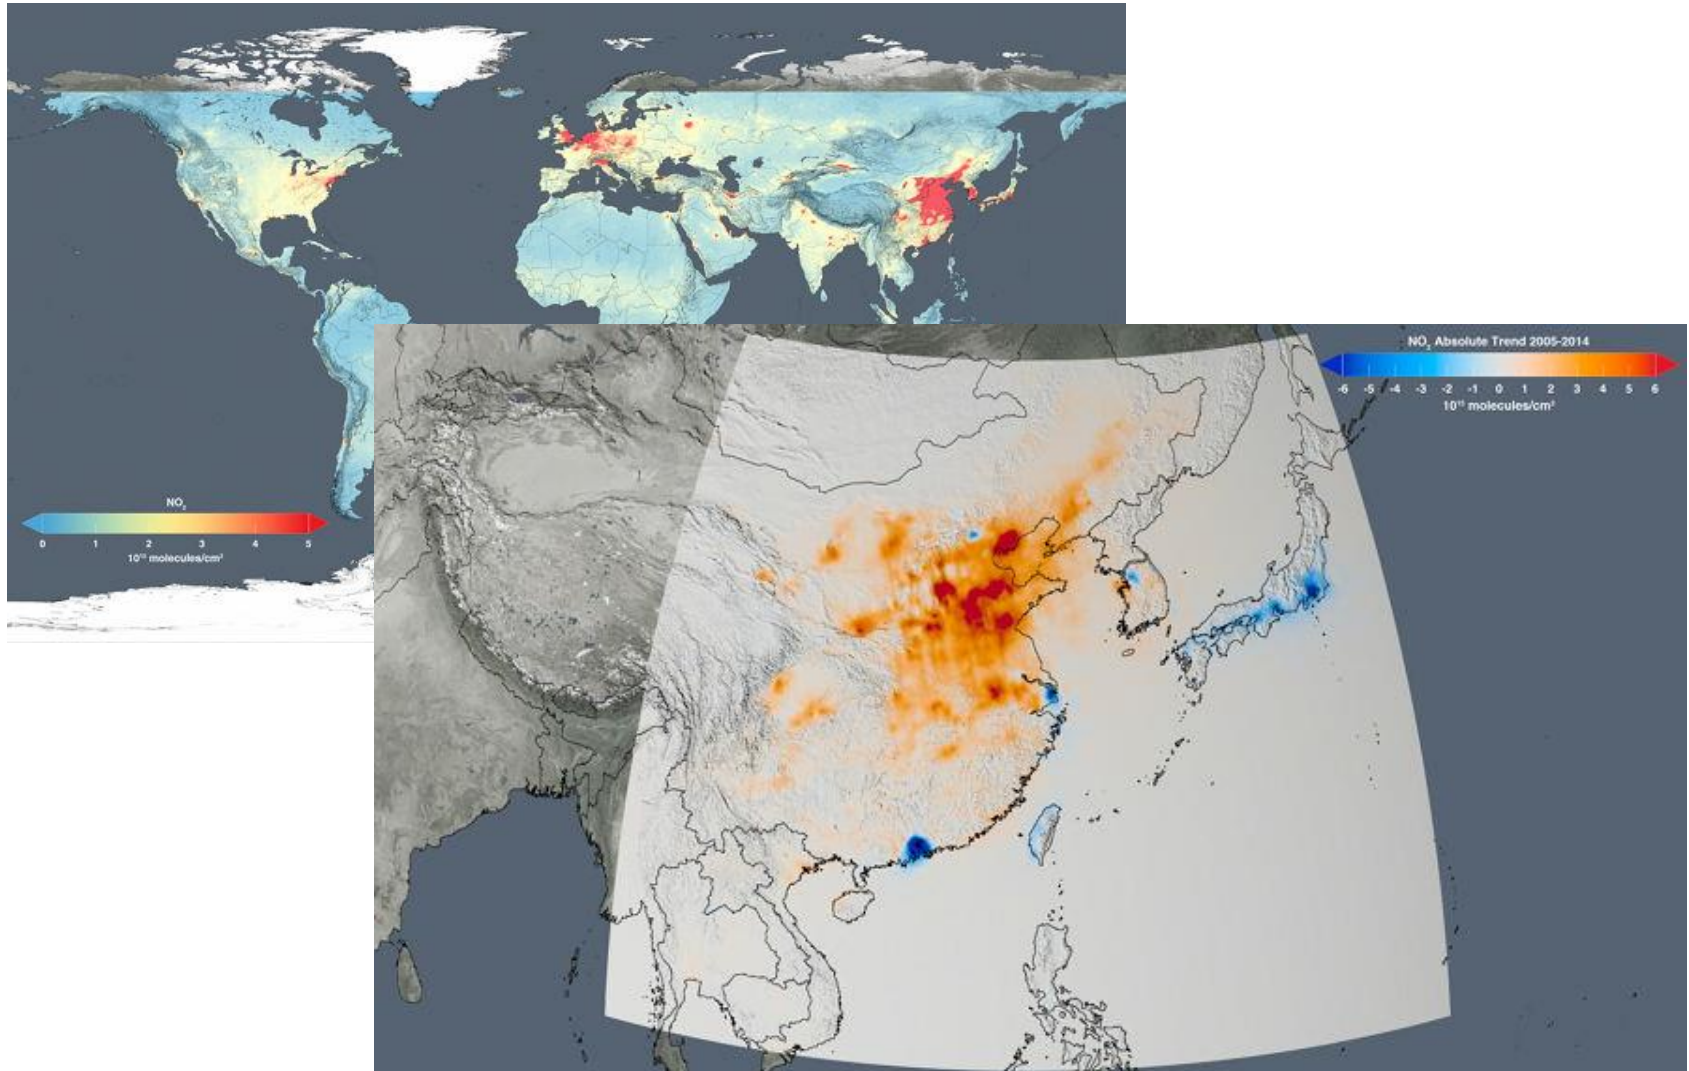 NO₂
0 1 2 3 4 5
10¹⁵ molecules/cm²
NO₂ Absolute Trend 2005-2014
-6 -5 -4 -3 -2 -1 0 1 2 3 4 5 6
10¹⁵ molecules/cm²